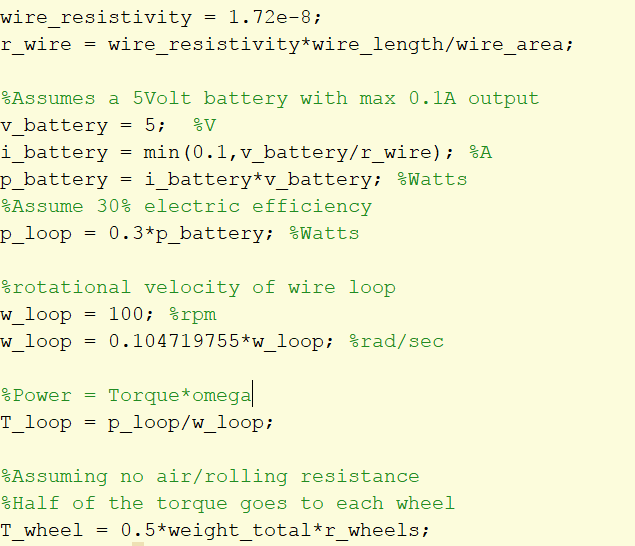 wire_resistivity = 1.72e-8;
r_wire = wire_resistivity*wire_length/wire_area;
%Assumes a 5Volt battery with max 0.1A output
v_battery = 5;  %V
i_battery = min(0.1,v_battery/r_wire); %A
p_battery = i_battery*v_battery; %Watts
%Assume 30% electric efficiency
p_loop = 0.3*p_battery; %Watts
%rotational velocity of wire loop
w_loop = 100; %rpm
w_loop = 0.104719755*w_loop; %rad/sec
%Power = Torque*omega
T_loop = p_loop/w_loop;
%Assuming no air/rolling resistance
%Half of the torque goes to each wheel
T_wheel = 0.5*weight_total*r_wheels;